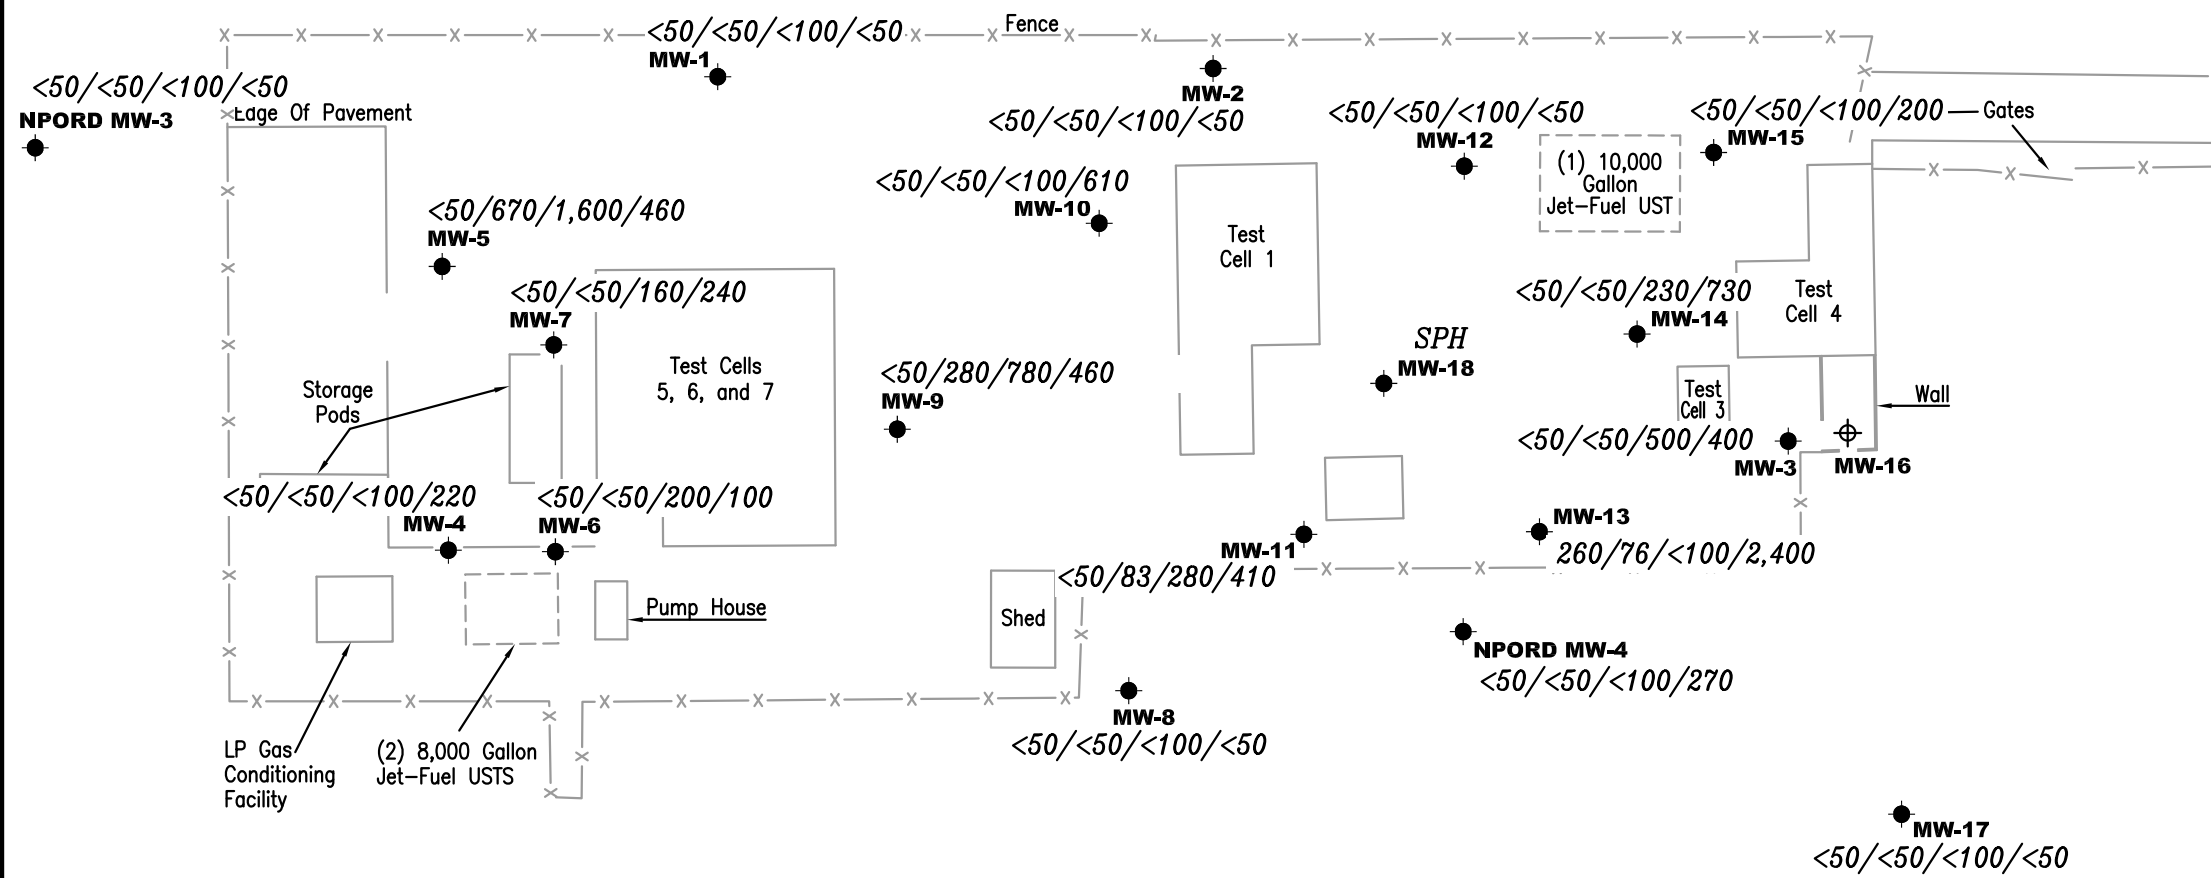 Fence
<50/<50/<100/<50
MW-1
<50/<50/<100/<50
NPORD MW-3
Edge Of Pavement
MW-2
<50/<50/<100/<50
<50/<50/<100/<50
MW-12
<50/<50/<100/200
MW-15
Gates
(1) 10,000
Gallon
Jet-Fuel UST
<50/<50/<100/610
MW-10
<50/670/1,600/460
MW-5
Test
Cell 1
<50/<50/160/240
MW-7
<50/<50/230/730
MW-14
Test
Cell 4
SPH
MW-18
Test Cells
5, 6, and 7
<50/280/780/460
MW-9
Storage
Pods
Test
Cell 3
Wall
<50/<50/500/400
MW-3
MW-16
<50/<50/<100/220
MW-4
<50/<50/200/100
MW-6
MW-13
260/76/<100/2,400
MW-11
<50/83/280/410
Pump House
Shed
NPORD MW-4
<50/<50/<100/270
MW-8
<50/<50/<100/<50
LP Gas
Conditioning
Facility
(2) 8,000 Gallon
Jet-Fuel USTS
MW-17
<50/<50/<100/<50